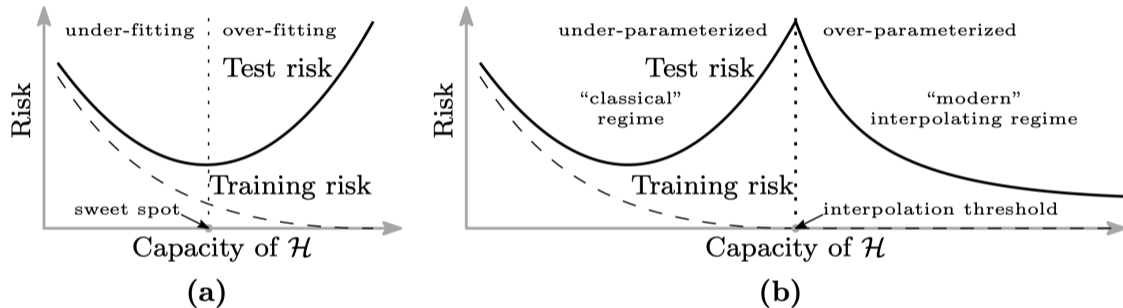 under-fitting
over-fitting
Test risk
Risk
Training risk
sweet spot
Capacity of ℋ
(a)
under-parameterized
over-parameterized
Test risk
“classical”
regime
“modern”
interpolating regime
Risk
Training risk
interpolation threshold
Capacity of ℋ
(b)